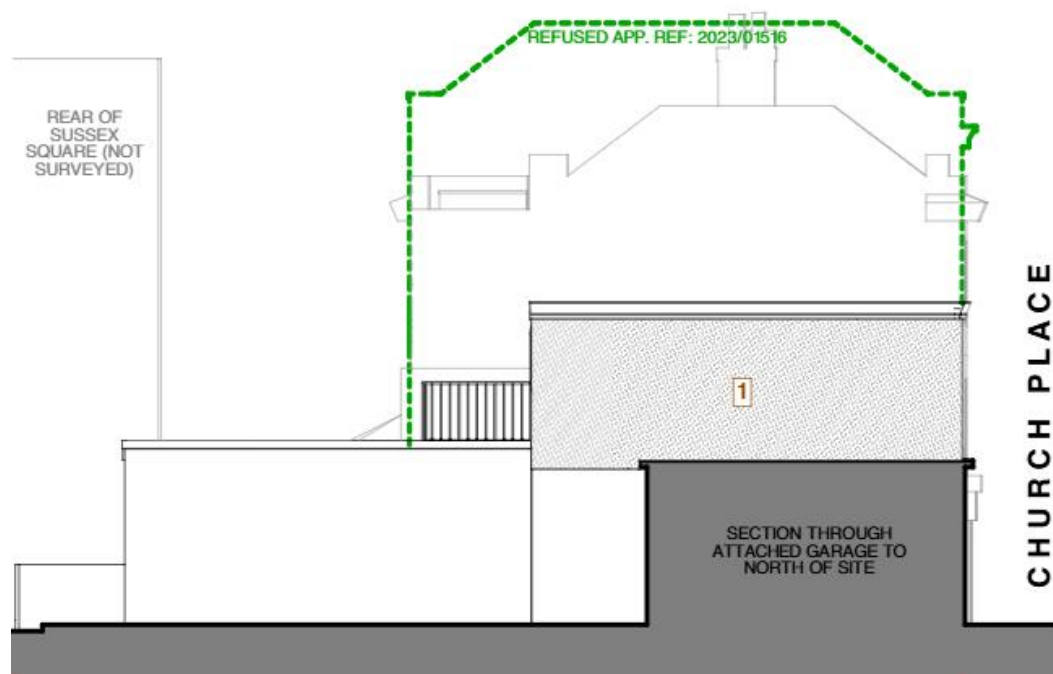 REFUSED APP. REF: 2023/01516
REAR OF
SUSSEX
SQUARE (NOT
SURVEYED)
1
CHURCH PLACE
SECTION THROUGH
ATTACHED GARAGE TO
NORTH OF SITE